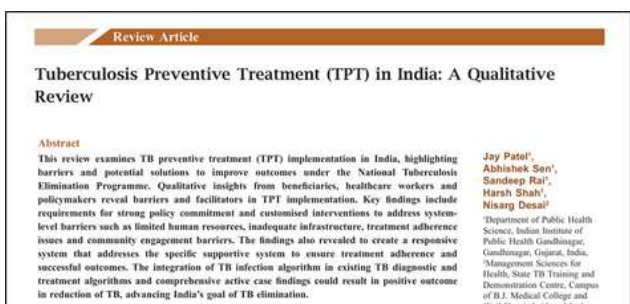 Review Article
Tuberculosis Preventive Treatment (TPT) in India: A Qualitative
Review
Abstract
This review examines TB preventive treatment (TPT) implementation in India, highlighting
barriers and potential solutions to improve outcomes under the National Tuberculosis
Elimination Programme. Qualitative insights from beneficiaries, healthcare workers and
policymakers reveal barriers and facilitators in TPT implementation. Key findings include
requirements for strong policy commitment and customised interventions to address system-
level barriers such as limited human resources, inadequate infrastructure, treatment adherence
issues and community engagement barriers. The findings also revealed to create a responsive
system that addresses the specific supportive system to ensure treatment adherence and
successful outcomes. The integration of TB infection algorithm in existing TB diagnostic and
treatment algorithms and comprehensive active case findings could result in positive outcome
in reduction of TB, advancing India's goal of TB elimination.
Jay Patel¹,
Abhishek Sen¹,
Sandeep Rai¹,
Harsh Shah¹,
Nisarg Desai²
¹Department of Public Health
Science, Indian Institute of
Public Health Gandhinagar,
Gandhinagar, Gujarat, India,
²Management Sciences for
Health, State TB Training and
Demonstration Centre, Campus
of B.J. Medical College and